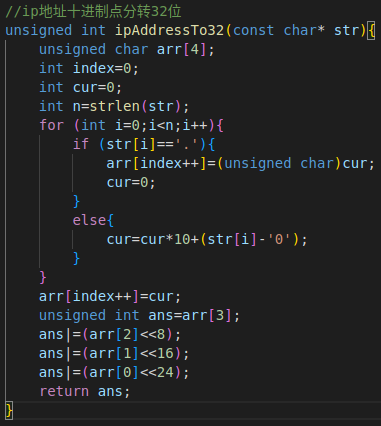 //ip地址十进制点分转32位
unsigned int ipAddressTo32(const char* str){
    unsigned char arr[4];
    int index=0;
    int cur=0;
    int n=strlen(str);
    for (int i=0;i<n;i++){
        if (str[i]=='.'){
            arr[index++]=(unsigned char)cur;
            cur=0;
        }
        else{
            cur=cur*10+(str[i]-'0');
        }
    }
    arr[index++]=cur;
    unsigned int ans=arr[3];
    ans|=(arr[2]<<8);
    ans|=(arr[1]<<16);
    ans|=(arr[0]<<24);
    return ans;
}